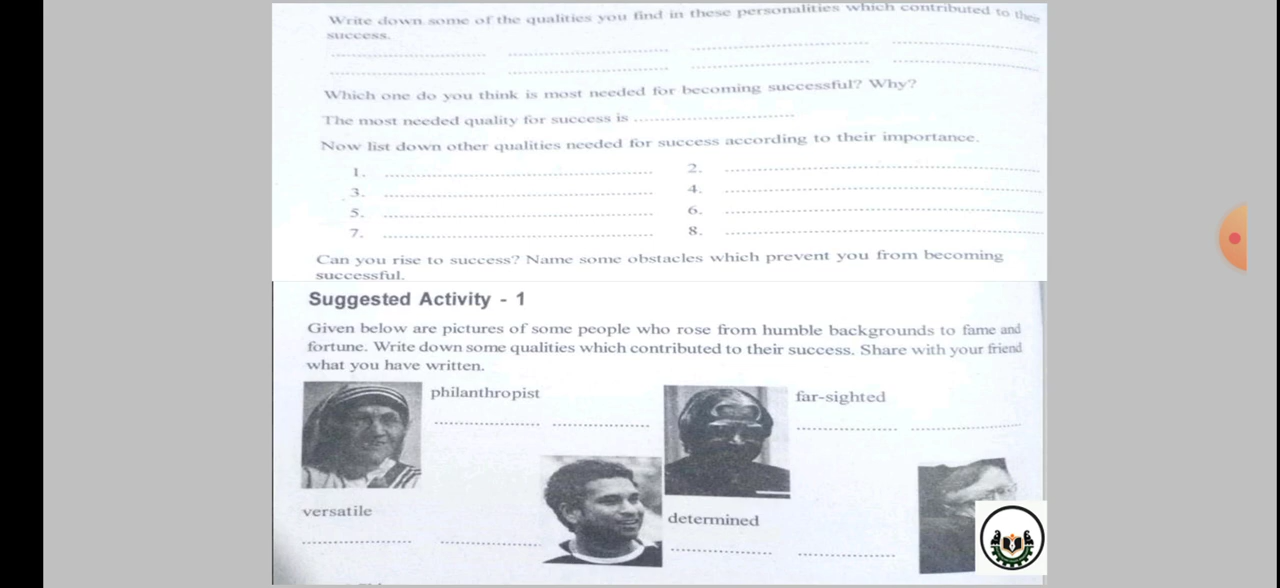 Write down some of the qualities you find in these personalities which contributed to their
success.
Which one do you think is most needed for becoming successful? Why?
The most needed quality for success is
Now list down other qualities needed for success according to their importance.
1. 2.
3. 4.
5. 6.
7. 8.
Can you rise to success? Name some obstacles which prevent you from becoming
successful.
Suggested Activity - 1
Given below are pictures of some people who rose from humble backgrounds to fame and
fortune. Write down some qualities which contributed to their success. Share with your friend
what you have written.
philanthropist far-sighted
versatile determined